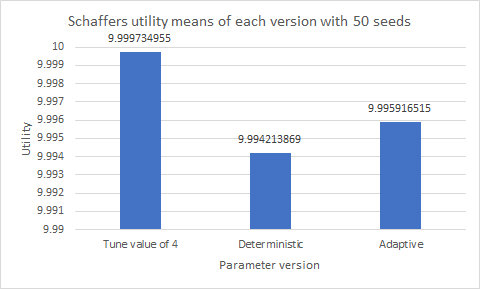 Schaffers utility means of each version with 50 seeds
9.999734955
10
9.999
9.998
9.997
9.996
9.995
9.994
9.993
9.992
9.991
9.99
9.995916515
9.994213869
Utility
Tune value of 4
Deterministic
Adaptive
Parameter version